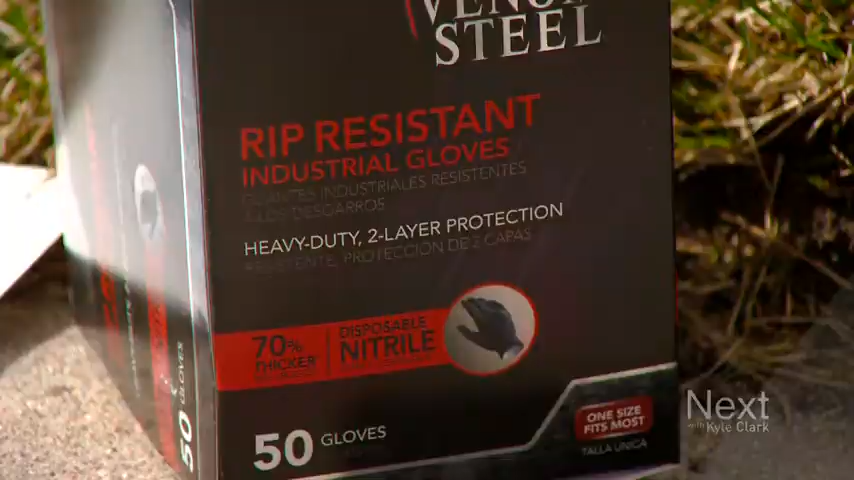 STEEL
RIP RESISTANT
INDUSTRIAL GLOVES
GUANTES INDUSTRIALES RESISTENTES
A LOS DESGARROS
HEAVY-DUTY, 2-LAYER PROTECTION
RESISTENTE, PROTECCIÓN DE 2 CAPAS
70%
THICKER
DISPOSABLE
NITRILE
50 GLOVES
ONE SIZE
FITS MOST
TALLA ÚNICA
50 GLOVES
Next
with Kyle Clark